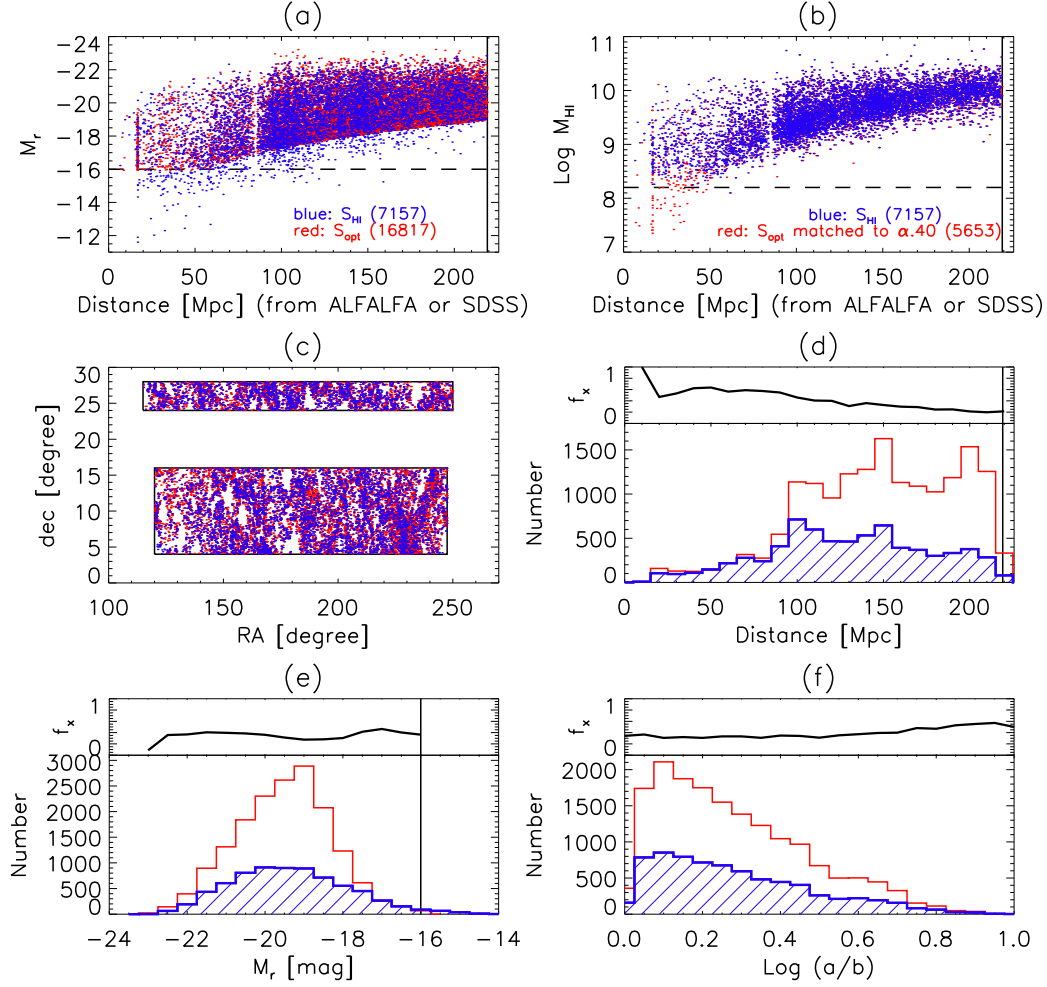 (a)
−24
−22
−20
−18
−16
−14
−12
M_r
blue: S_HI (7157)
red: S_opt (16817)
0 50 100 150 200
Distance [Mpc] (from ALFALFA or SDSS)
(b)
11
10
9
8
7
Log M_HI
blue: S_HI (7157)
red: S_opt matched to α.40 (5653)
0 50 100 150 200
Distance [Mpc] (from ALFALFA or SDSS)
(c)
30
25
20
15
10
5
0
dec [degree]
100 150 200 250
RA [degree]
(d)
1
0
f_x
1500
1000
500
0
Number
0 50 100 150 200
Distance [Mpc]
(e)
1
0
f_x
3000
2500
2000
1500
1000
500
0
Number
−24 −22 −20 −18 −16 −14
M_r [mag]
(f)
1
0
f_x
2000
1500
1000
500
0
Number
0.0 0.2 0.4 0.6 0.8 1.0
Log (a/b)